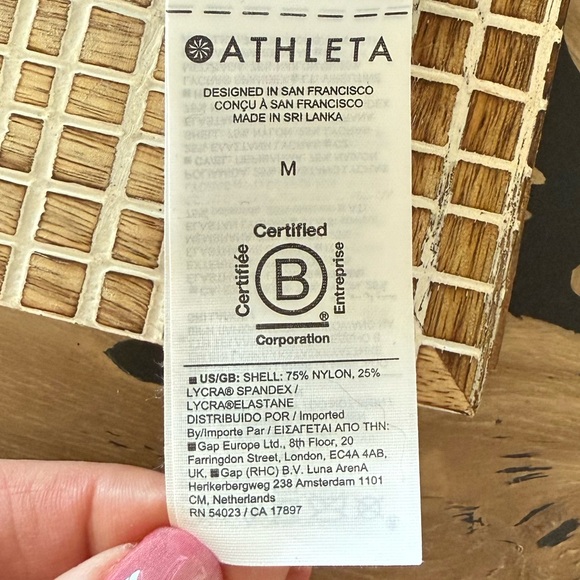 ATHLETA
DESIGNED IN SAN FRANCISCO
CONÇU À SAN FRANCISCO
MADE IN SRI LANKA
M
Certified
Certifiée
B
Entreprise
®
Corporation
US/GB: SHELL: 75% NYLON, 25%
LYCRA® SPANDEX /
LYCRA®ELASTANE
DISTRIBUIDO POR / Imported
By/Importe Par / ΕΙΣΑΓΕΤΑΙ ΑΠΟ ΤΗΝ:
Gap Europe Ltd., 8th Floor, 20
Farringdon Street, London, EC4A 4AB,
UK, Gap (RHC) B.V. Luna ArenA
Herikerbergweg 238 Amsterdam 1101
CM, Netherlands
RN 54023 / CA 17897